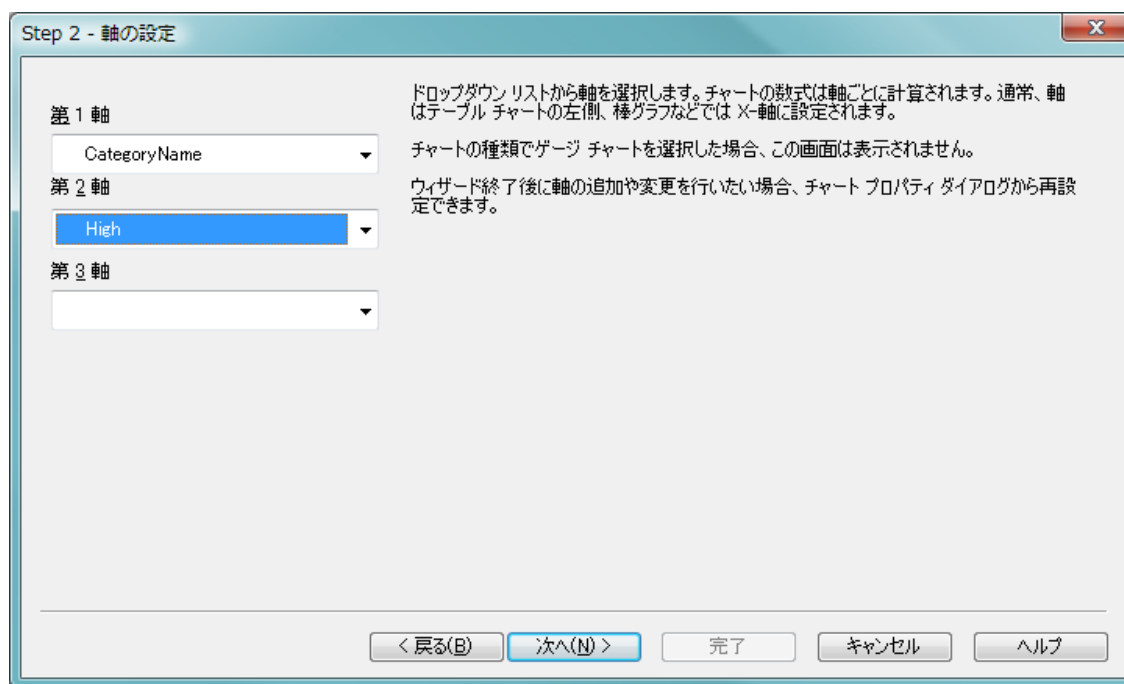 Step 2 - 軸の設定
第 1 軸
CategoryName
第 2 軸
High
第 3 軸
ドロップダウン リストから軸を選択します。チャートの数式は軸ごとに計算されます。通常、軸
はテーブル チャートの左側、棒グラフなどでは X-軸に設定されます。
チャートの種類でゲージ チャートを選択した場合、この画面は表示されません。
ウィザード終了後に軸の追加や変更を行いたい場合、チャート プロパティ ダイアログから再設
定できます。
< 戻る(B)
次へ(N) >
完了
キャンセル
ヘルプ